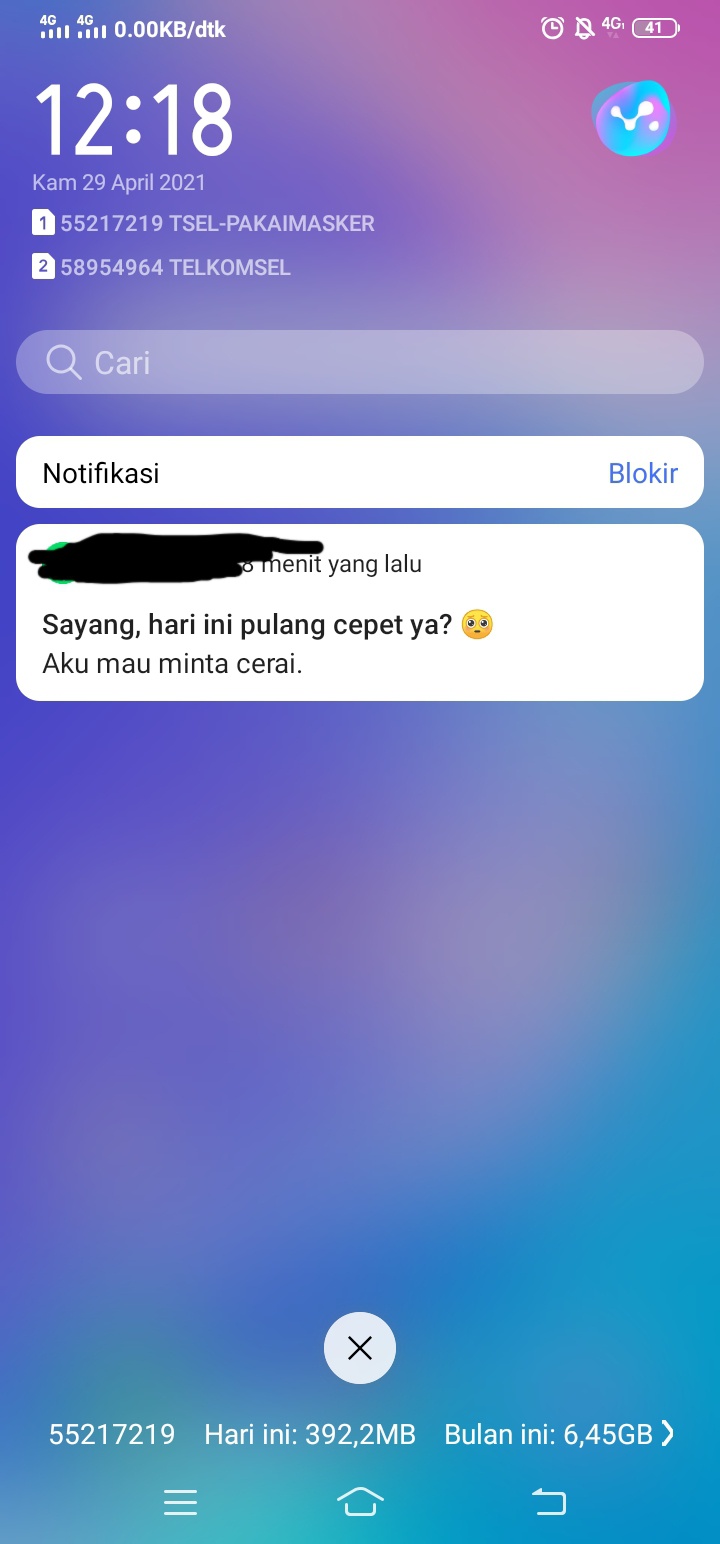 4G 4G 0.00KB/dtk 4G 41
12:18
Kam 29 April 2021
1 55217219 TSEL-PAKAIMASKER
2 58954964 TELKOMSEL
Cari
Notifikasi Blokir
8 menit yang lalu
Sayang, hari ini pulang cepet ya? 🥺
Aku mau minta cerai.
55217219 Hari ini: 392,2MB Bulan ini: 6,45GB